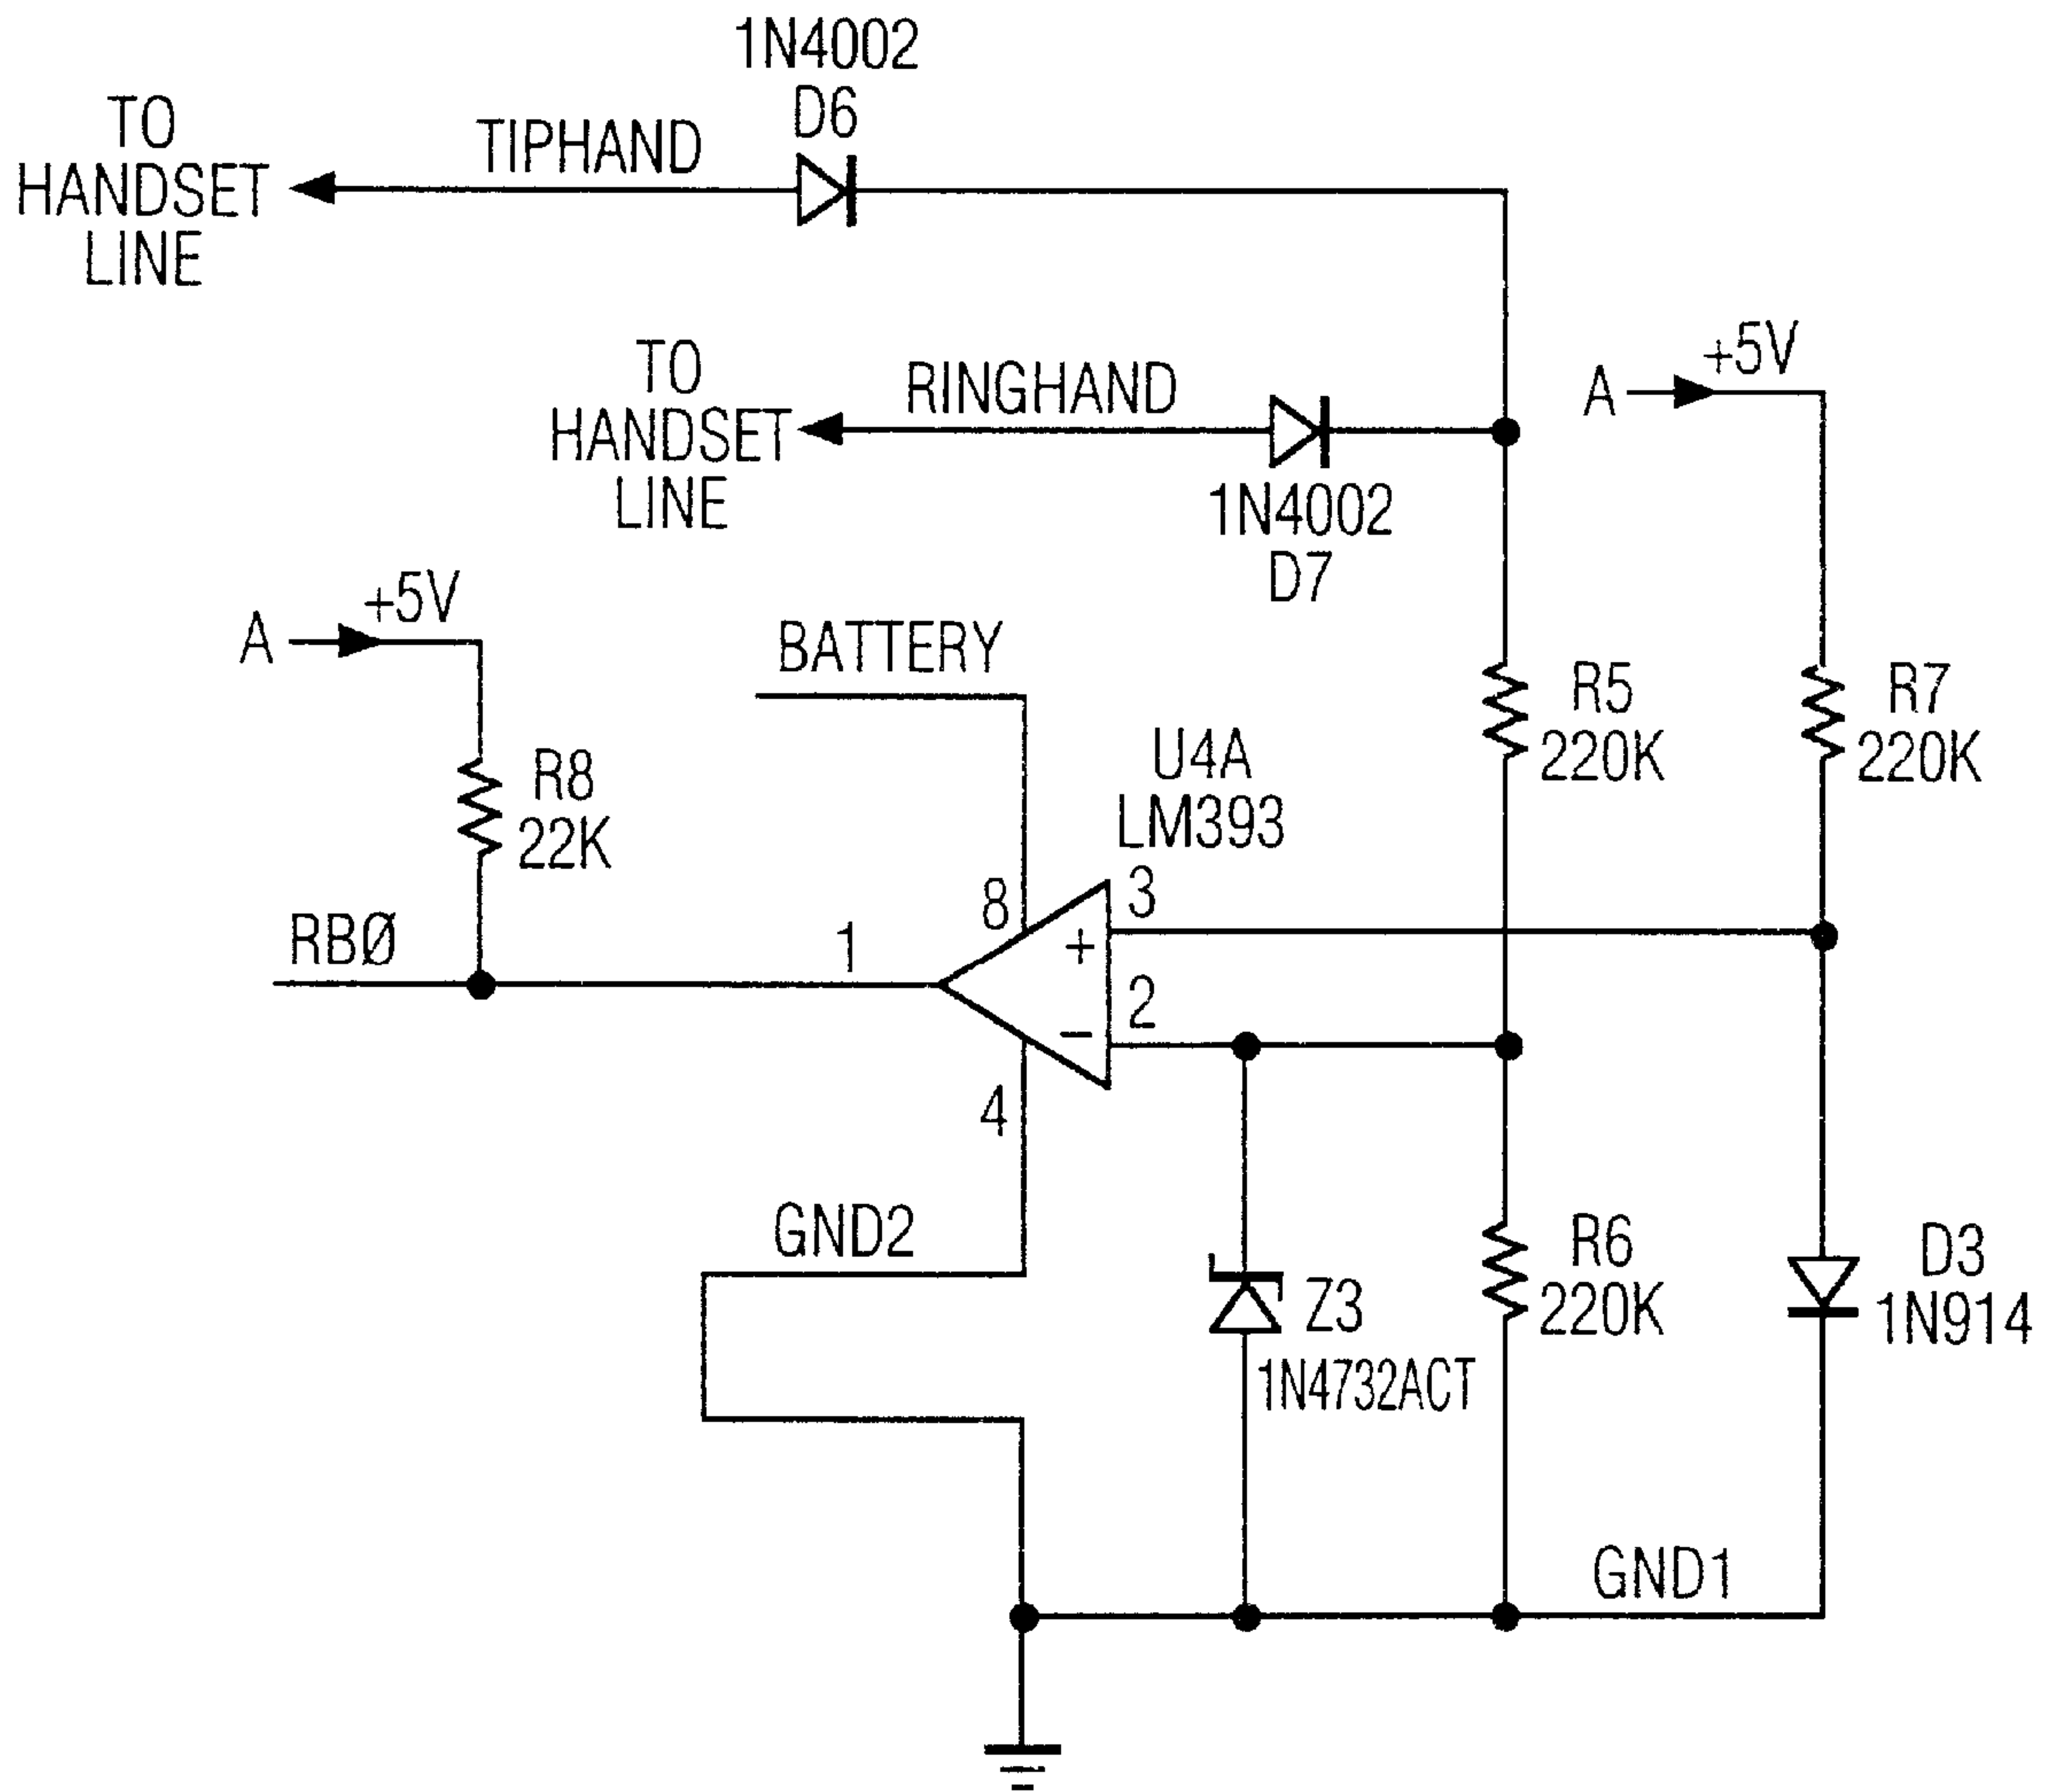 1N4002
D6
TO
HANDSET
LINE
TIPHAND
TO
HANDSET
LINE
RINGHAND
1N4002
D7
A
+5V
A
+5V
BATTERY
R5
220K
R7
220K
R8
22K
U4A
LM393
8
3
+
RBØ
1
2
−
4
GND2
Z3
1N4732ACT
R6
220K
D3
1N914
GND1